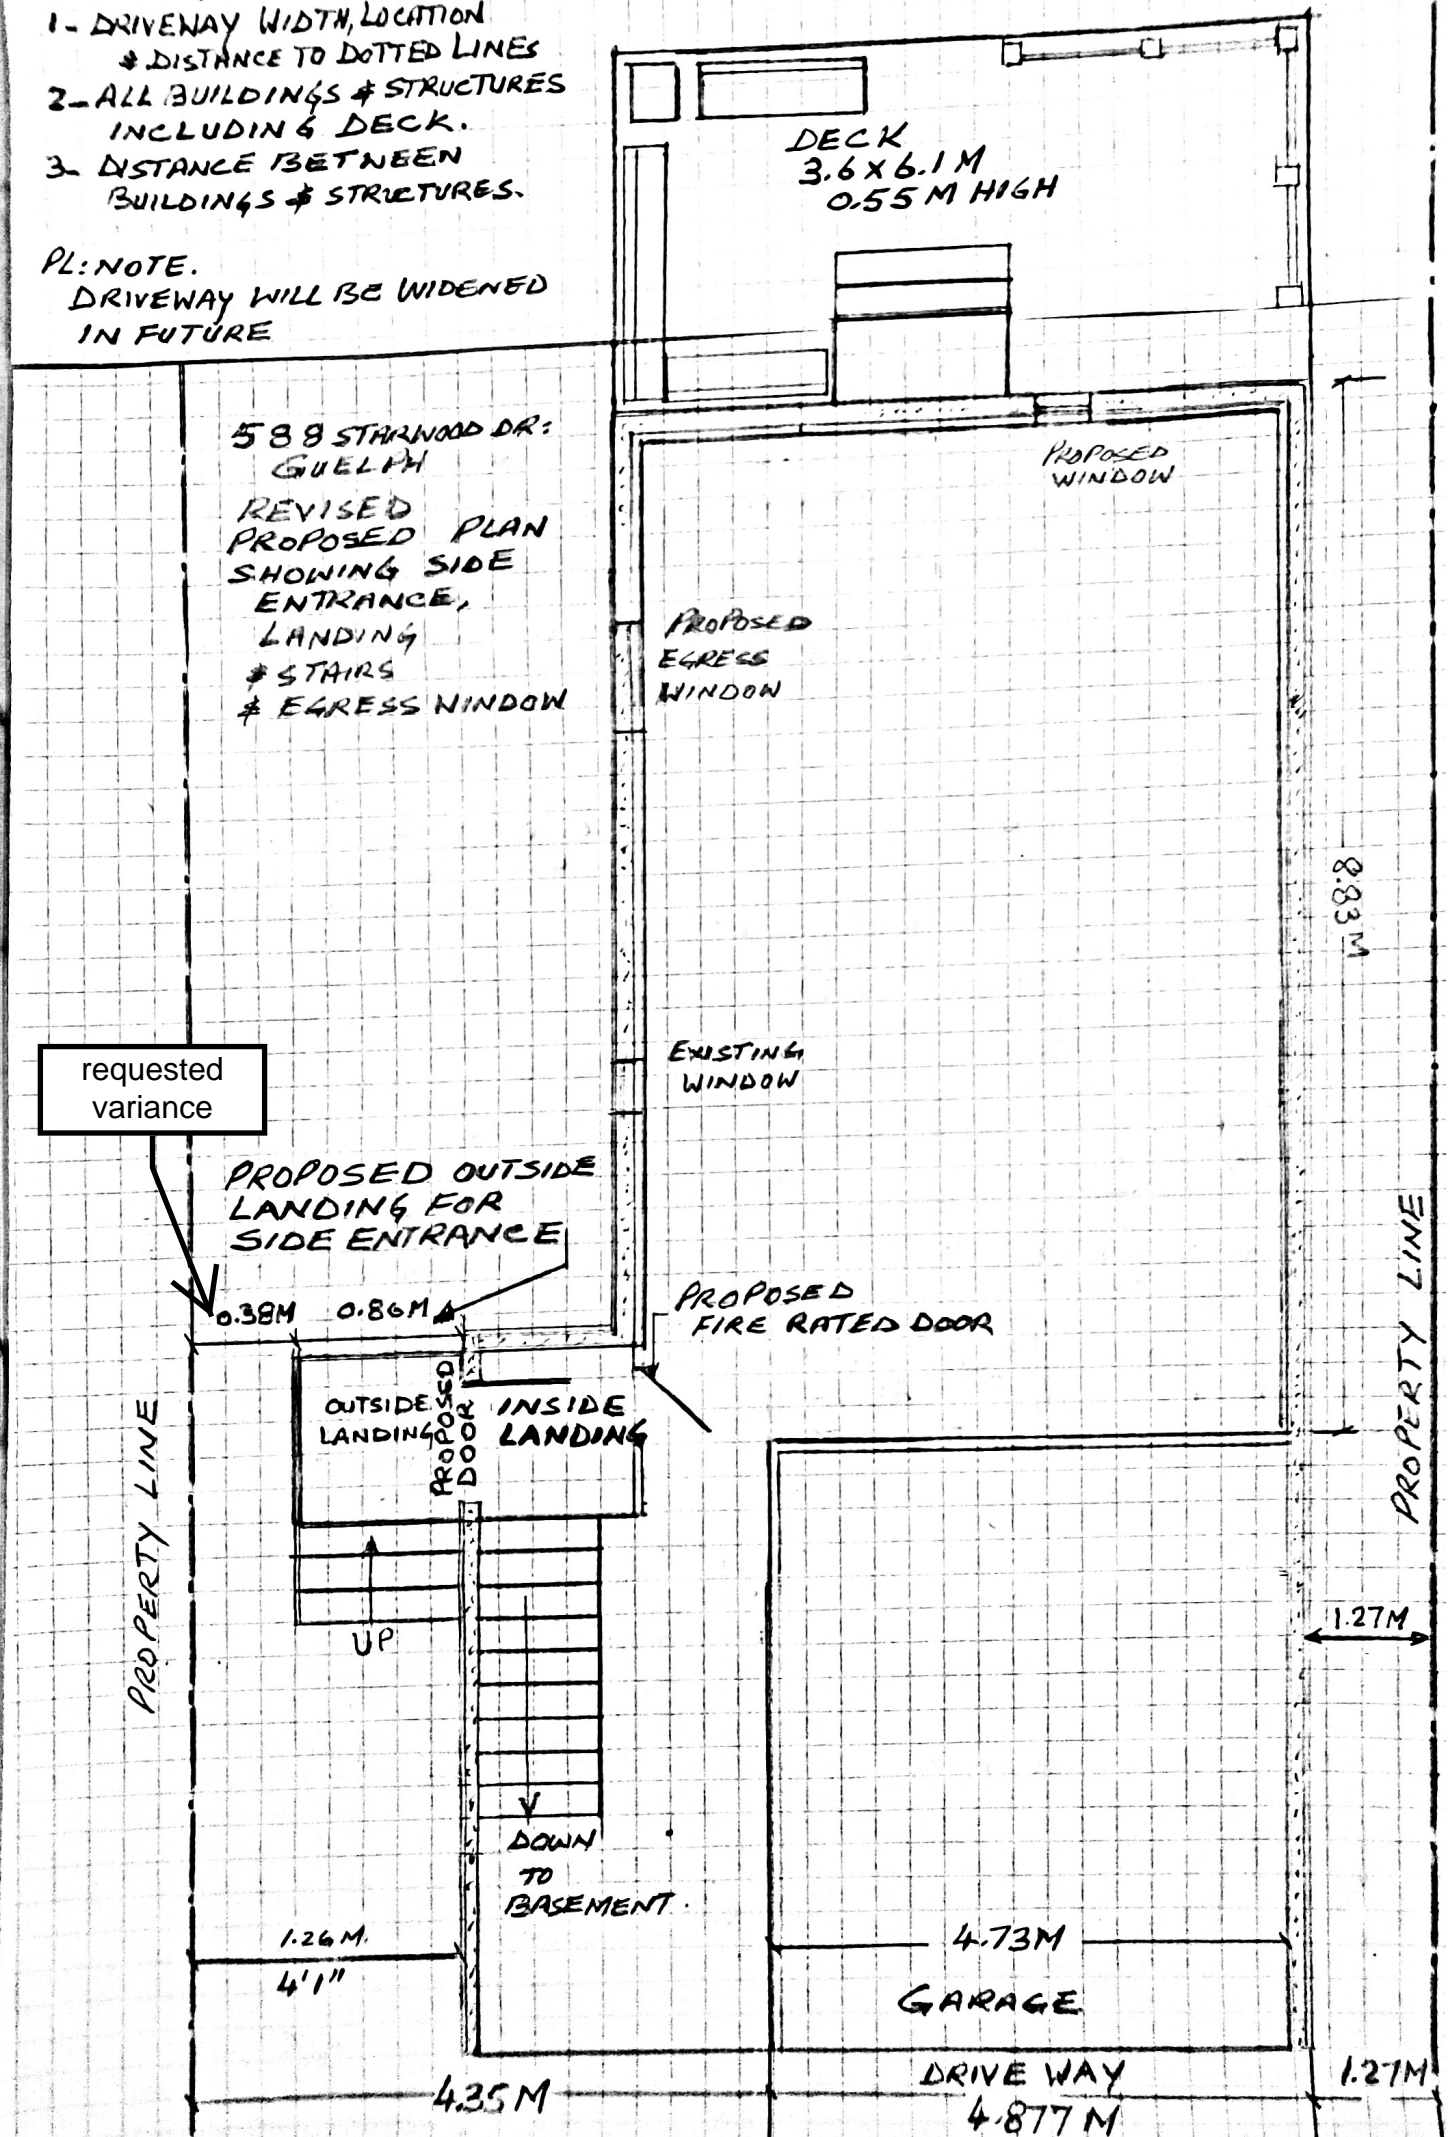 1- DRIVEWAY WIDTH, LOCATION
& DISTANCE TO DOTTED LINES
2- ALL BUILDINGS & STRUCTURES
INCLUDING DECK.
3- DISTANCE BETWEEN
BUILDINGS & STRUCTURES.
PL: NOTE.
DRIVEWAY WILL BE WIDENED
IN FUTURE
DECK
3.6 X 6.1 M
0.55 M HIGH
588 STARWOOD DR:
GUELPH
REVISED
PROPOSED PLAN
SHOWING SIDE
ENTRANCE,
LANDING
& STAIRS
& EGRESS WINDOW
PROPOSED
WINDOW
PROPOSED
EGRESS
WINDOW
8.83 M
EXISTING
WINDOW
requested
variance
PROPOSED OUTSIDE
LANDING FOR
SIDE ENTRANCE
0.38M
0.86M
PROPOSED
FIRE RATED DOOR
PROPERTY LINE
OUTSIDE
LANDING
PROPOSED
DOOR
INSIDE
LANDING
PROPERTY LINE
UP
1.27M
DOWN
TO
BASEMENT.
1.26 M.
4'1"
4.73M
GARAGE
4.35 M
DRIVE WAY
4.877 M
1.27M